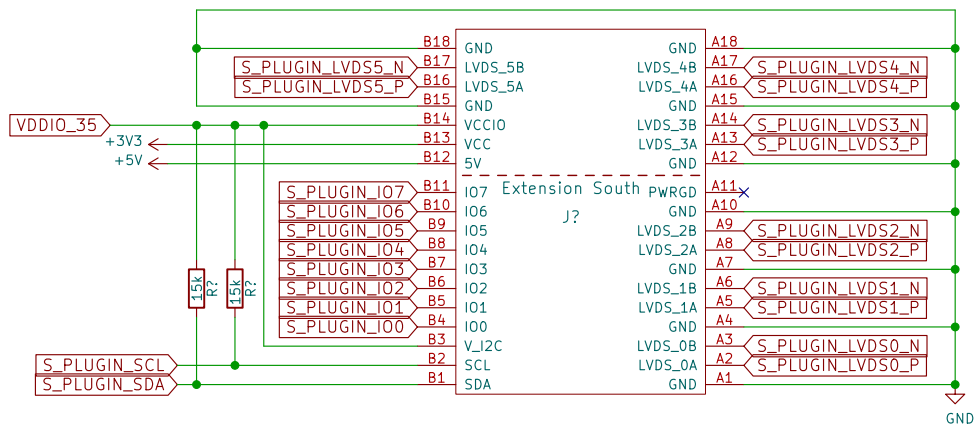 B18 GND GND A18
S_PLUGIN_LVDS5_N B17 LVDS_5B LVDS_4B A17 S_PLUGIN_LVDS4_N
S_PLUGIN_LVDS5_P B16 LVDS_5A LVDS_4A A16 S_PLUGIN_LVDS4_P
B15 GND GND A15
VDDIO_35 B14 VCCIO LVDS_3B A14 S_PLUGIN_LVDS3_N
+3V3 B13 VCC LVDS_3A A13 S_PLUGIN_LVDS3_P
+5V B12 5V GND A12
S_PLUGIN_IO7 B11 IO7 Extension South PWRGD A11
S_PLUGIN_IO6 B10 IO6 J? GND A10
S_PLUGIN_IO5 B9 IO5 LVDS_2B A9 S_PLUGIN_LVDS2_N
S_PLUGIN_IO4 B8 IO4 LVDS_2A A8 S_PLUGIN_LVDS2_P
S_PLUGIN_IO3 B7 IO3 GND A7
15k R? 15k R? S_PLUGIN_IO2 B6 IO2 LVDS_1B A6 S_PLUGIN_LVDS1_N
S_PLUGIN_IO1 B5 IO1 LVDS_1A A5 S_PLUGIN_LVDS1_P
S_PLUGIN_IO0 B4 IO0 GND A4
B3 V_I2C LVDS_0B A3 S_PLUGIN_LVDS0_N
S_PLUGIN_SCL B2 SCL LVDS_0A A2 S_PLUGIN_LVDS0_P
S_PLUGIN_SDA B1 SDA GND A1
GND